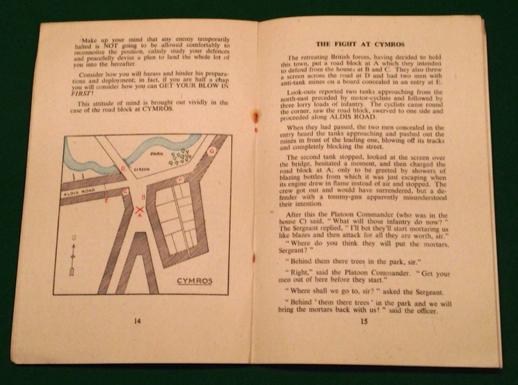 Make up your mind that any enemy temporarily
halted is NOT going to be allowed comfortably to
reconnoitre the position, calmly study your defences
and peacefully devise a plan to land the whole lot of
you into the hereafter.
Consider how you will harass and hinder his prepara-
tions and deployment; in fact, if you are half a chap
you will consider how you can GET YOUR BLOW IN
FIRST!
This attitude of mind is brought out vividly in the
case of the road block at CYMROS.
PARK
ALDIS ROAD
CYMROS
14
THE FIGHT AT CYMROS
The retreating British forces, having decided to hold
this town, put a road block at A which they intended
to defend from the houses at B and C. They also threw
a screen across the road at D and had two men with
anti-tank mines on a board concealed in an entry at E.
Look-outs reported two tanks approaching from the
north-east preceded by motor-cyclists and followed by
three lorry loads of infantry. The cyclists came round
the corner, saw the road block, swerved to one side and
proceeded along ALDIS ROAD.
When they had passed, the two men concealed in the
entry heard the tanks approaching and pushed out the
mines in front of the leading one, blowing off its tracks
and completely blocking the street.
The second tank stopped, looked at the screen over
the bridge, hesitated a moment, and then charged the
road block at A, only to be greeted by showers of
blazing bottles from which it was just escaping when
its engine drew in flame instead of air and stopped. The
crew got out and would have surrendered, but a de-
fender with a tommy-gun apparently misunderstood
their intention.
After this the Platoon Commander (who was in the
house C) said, "What will those infantry do now?"
The Sergeant replied, "I'll bet they'll start mortaring us
like blazes and then attack for all they are worth, sir."
"Where do you think they will put the mortars,
Sergeant?"
"Behind them trees in the park, sir."
"Right," said the Platoon Commander. "Get your
men out of here before they start."
"Where shall we go to, sir?" asked the Sergeant.
"Behind 'them there trees' in the park and we will
bring the mortars back with us!" said the officer.
15